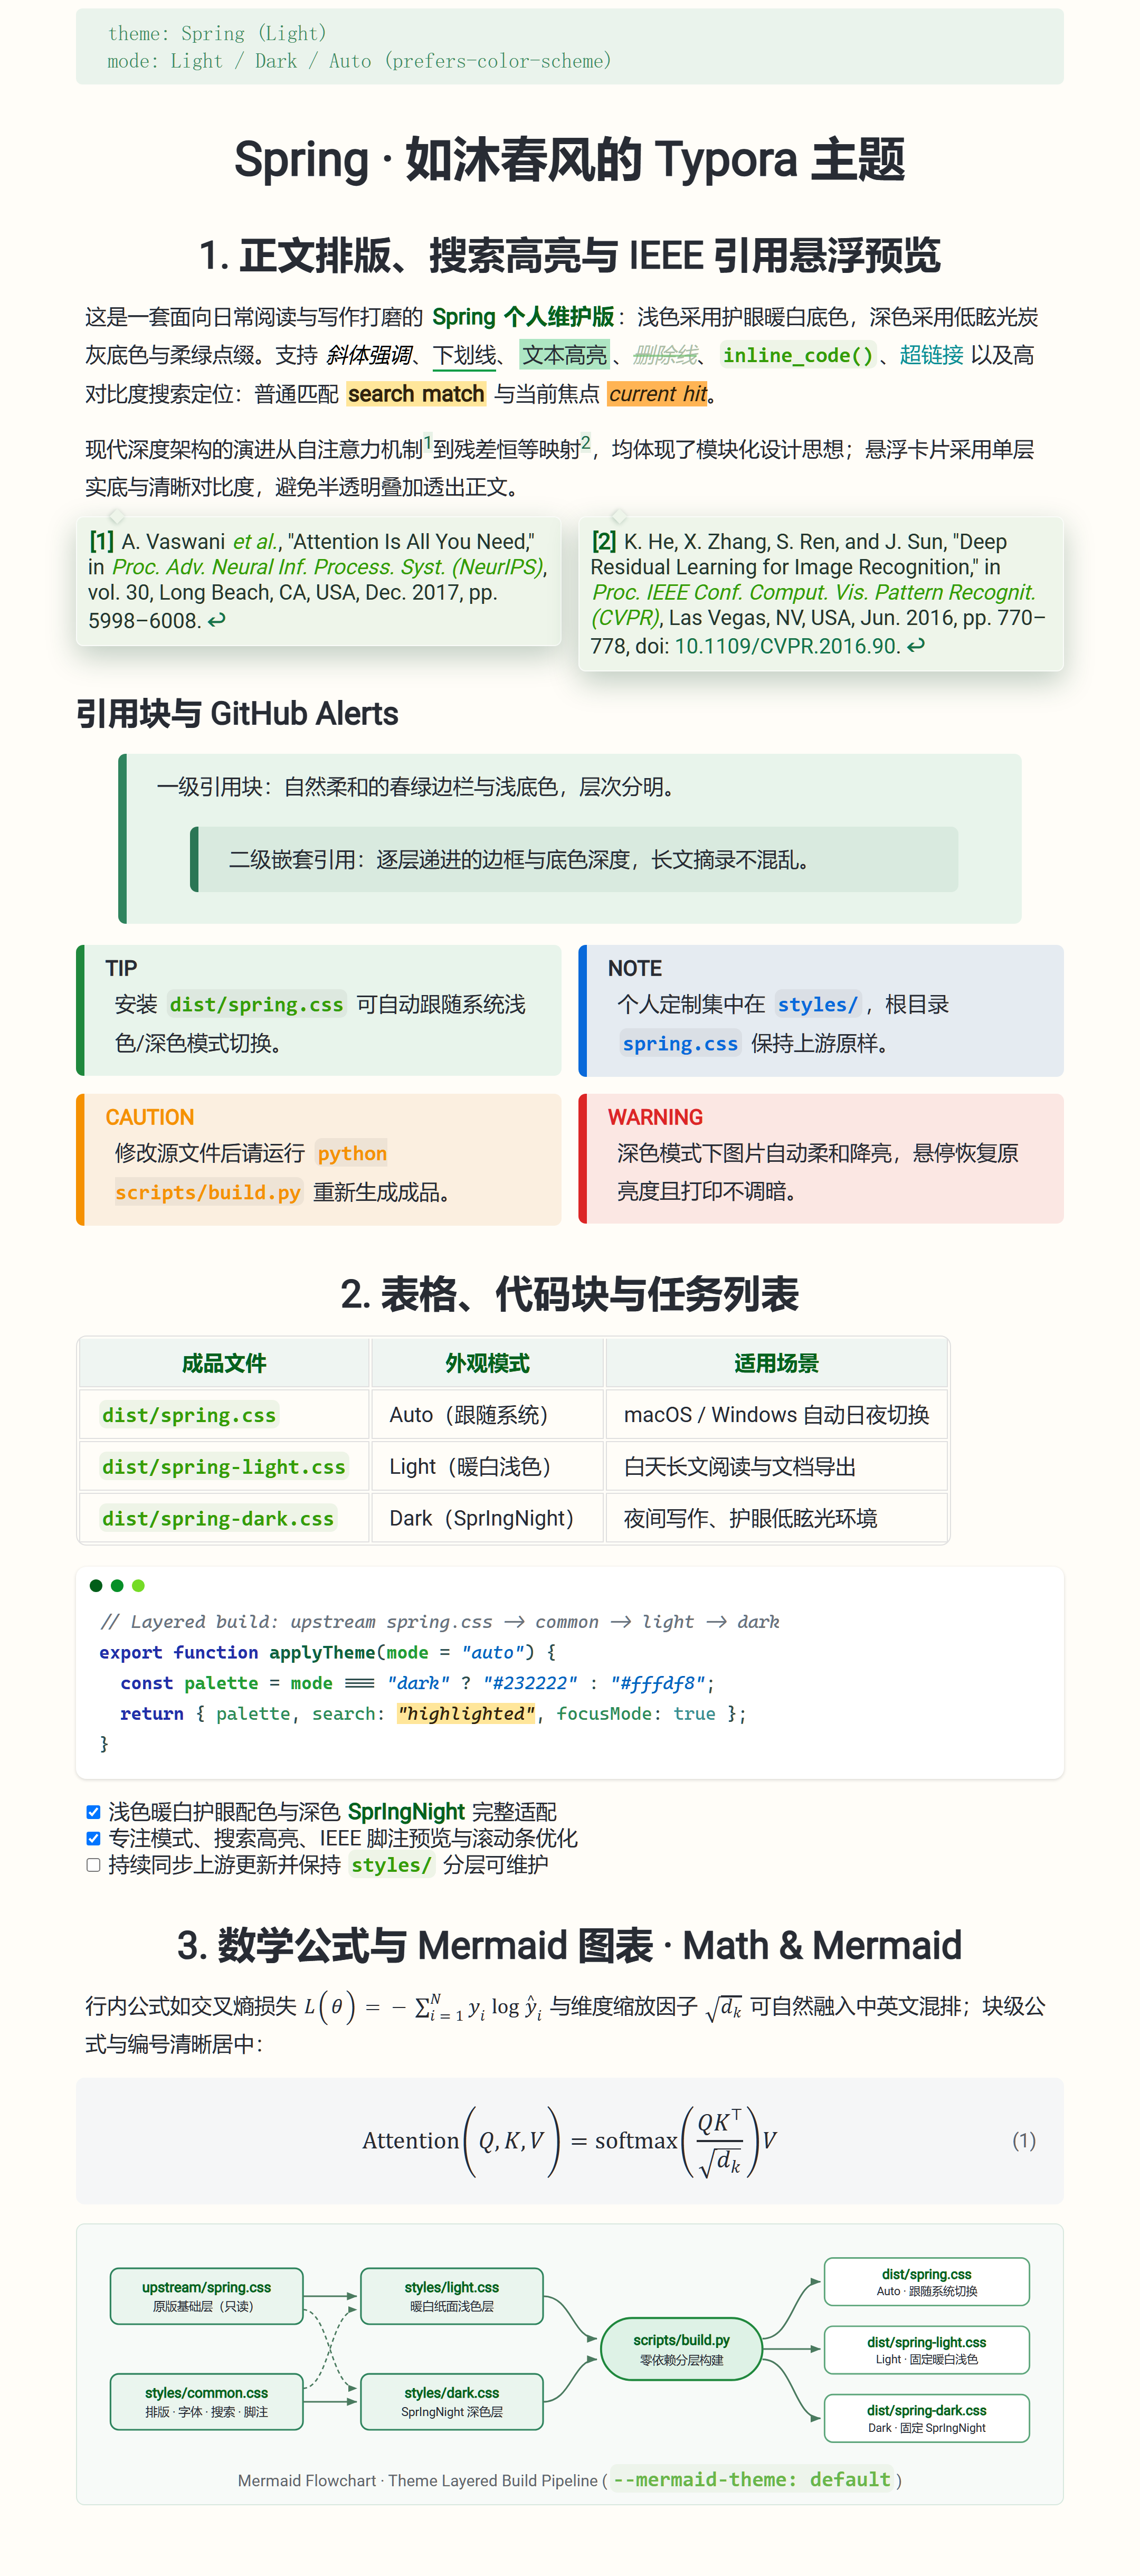 theme: Spring (Light)
mode: Light / Dark / Auto (prefers-color-scheme)
Spring · 如沐春风的 Typora 主题
1. 正文排版、搜索高亮与 IEEE 引用悬浮预览
这是一套面向日常阅读与写作打磨的 Spring 个人维护版：浅色采用护眼暖白底色，深色采用低眩光炭
灰底色与柔绿点缀。支持 斜体强调、下划线、文本高亮、删除线、inline_code()、超链接 以及高
对比度搜索定位：普通匹配 search match 与当前焦点 current hit。
现代深度架构的演进从自注意力机制1到残差恒等映射2，均体现了模块化设计思想；悬浮卡片采用单层
实底与清晰对比度，避免半透明叠加透出正文。
[1] A. Vaswani et al., "Attention Is All You Need,"
in Proc. Adv. Neural Inf. Process. Syst. (NeurIPS),
vol. 30, Long Beach, CA, USA, Dec. 2017, pp.
5998–6008. ↩
[2] K. He, X. Zhang, S. Ren, and J. Sun, "Deep
Residual Learning for Image Recognition," in
Proc. IEEE Conf. Comput. Vis. Pattern Recognit.
(CVPR), Las Vegas, NV, USA, Jun. 2016, pp. 770–
778, doi: 10.1109/CVPR.2016.90. ↩
引用块与 GitHub Alerts
一级引用块：自然柔和的春绿边栏与浅底色，层次分明。
二级嵌套引用：逐层递进的边框与底色深度，长文摘录不混乱。
TIP
安装 dist/spring.css 可自动跟随系统浅
色/深色模式切换。
NOTE
个人定制集中在 styles/，根目录
spring.css 保持上游原样。
CAUTION
修改源文件后请运行 python
scripts/build.py 重新生成成品。
WARNING
深色模式下图片自动柔和降亮，悬停恢复原
亮度且打印不调暗。
2. 表格、代码块与任务列表
成品文件 外观模式 适用场景
dist/spring.css Auto（跟随系统） macOS / Windows 自动日夜切换
dist/spring-light.css Light（暖白浅色） 白天长文阅读与文档导出
dist/spring-dark.css Dark（SprIngNight） 夜间写作、护眼低眩光环境
// Layered build: upstream spring.css -> common -> light -> dark
export function applyTheme(mode = "auto") {
const palette = mode === "dark" ? "#232222" : "#fffdf8";
return { palette, search: "highlighted", focusMode: true };
}
浅色暖白护眼配色与深色 SprIngNight 完整适配
专注模式、搜索高亮、IEEE 脚注预览与滚动条优化
持续同步上游更新并保持 styles/ 分层可维护
3. 数学公式与 Mermaid 图表 · Math & Mermaid
行内公式如交叉熵损失 L(θ) = − ∑_{i = 1}^{N} y_i log ŷ_i 与维度缩放因子 √d_k 可自然融入中英文混排；块级公
式与编号清晰居中：
Attention(Q, K, V) = softmax(QK^⊤ / √d_k)V (1)
upstream/spring.css
原版基础层（只读）
styles/light.css
暖白纸面浅色层
styles/common.css
排版 · 字体 · 搜索 · 脚注
styles/dark.css
SprIngNight 深色层
scripts/build.py
零依赖分层构建
dist/spring.css
Auto · 跟随系统切换
dist/spring-light.css
Light · 固定暖白浅色
dist/spring-dark.css
Dark · 固定 SprIngNight
Mermaid Flowchart · Theme Layered Build Pipeline ( --mermaid-theme: default )